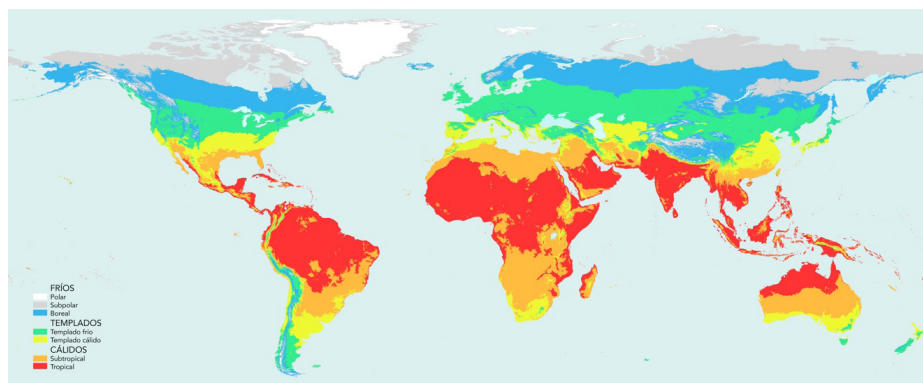 FRÍOS
Polar
Subpolar
Boreal
TEMPLADOS
Templado frío
Templado cálido
CÁLIDOS
Subtropical
Tropical